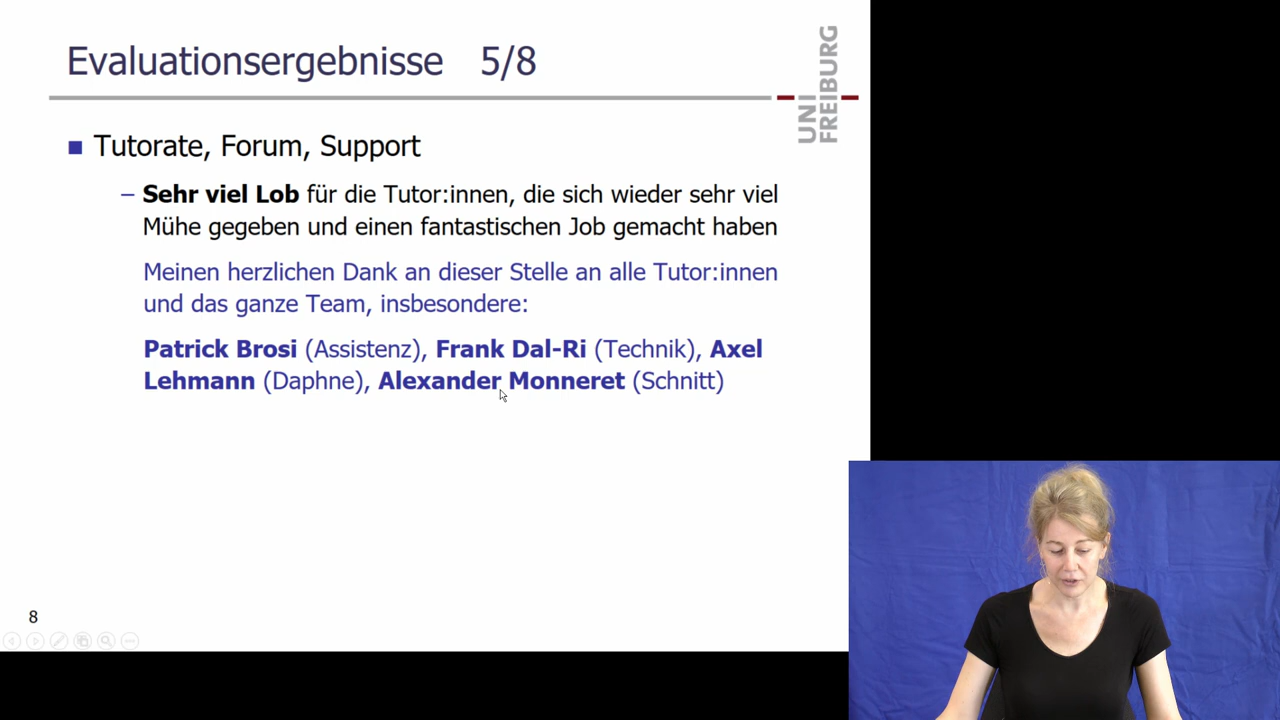 Evaluationsergebnisse 5/8
UNI
FREIBURG
Tutorate, Forum, Support
– Sehr viel Lob für die Tutor:innen, die sich wieder sehr viel
Mühe gegeben und einen fantastischen Job gemacht haben
Meinen herzlichen Dank an dieser Stelle an alle Tutor:innen
und das ganze Team, insbesondere:
Patrick Brosi (Assistenz), Frank Dal-Ri (Technik), Axel
Lehmann (Daphne), Alexander Monneret (Schnitt)
8